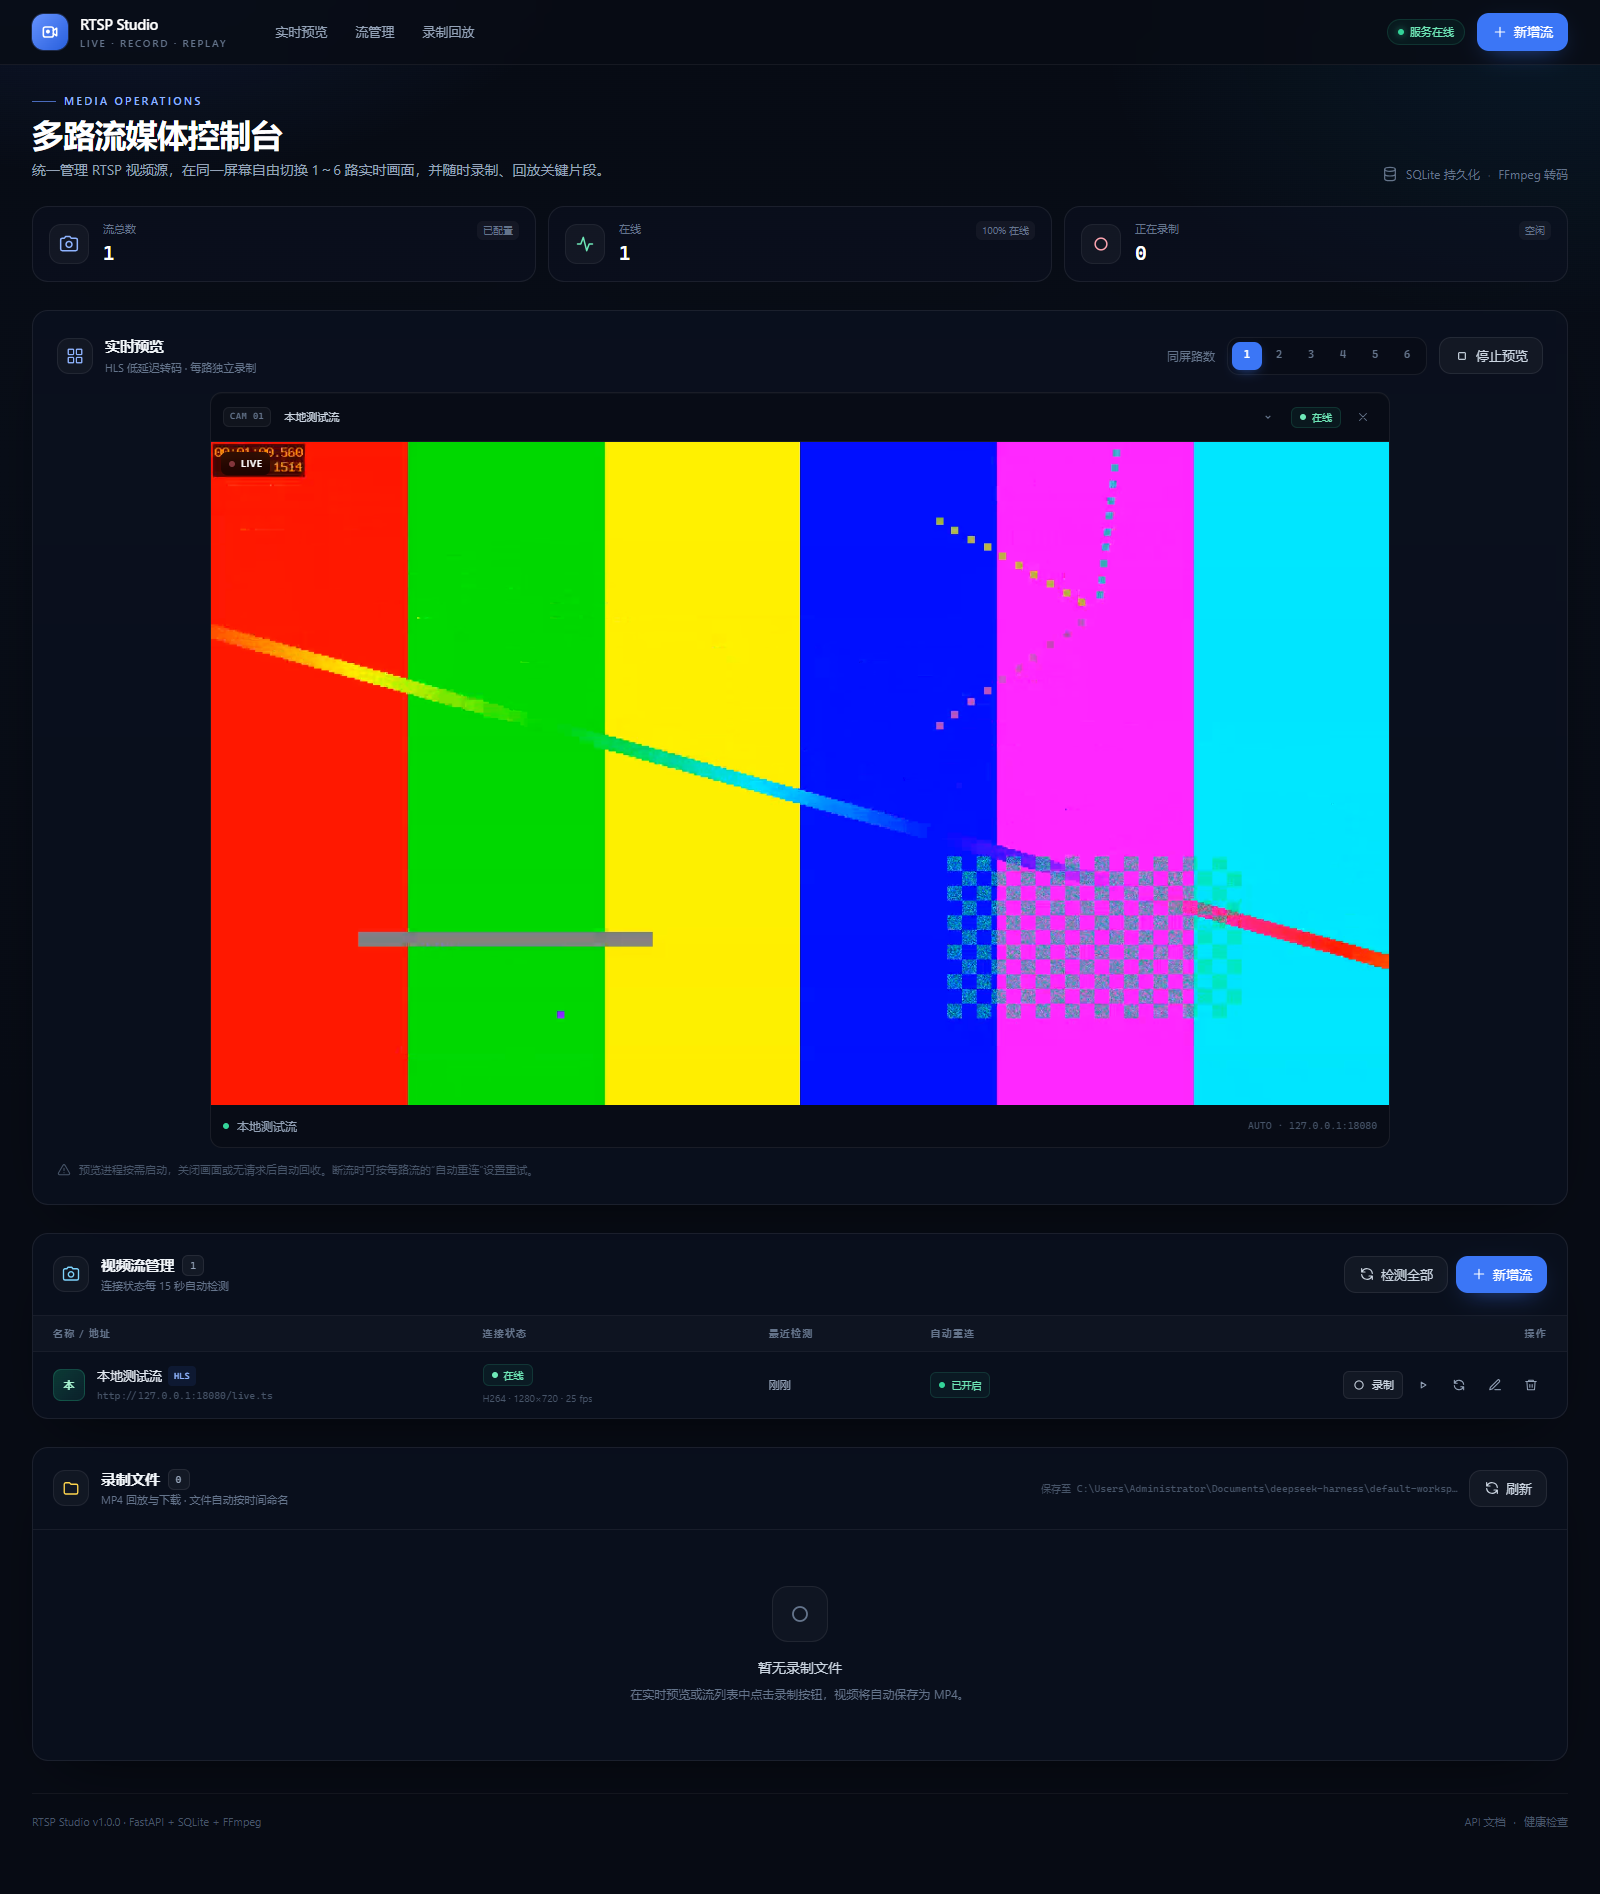 RTSP Studio
LIVE · RECORD · REPLAY
实时预览 流管理 录制回放
服务在线
新增流
MEDIA OPERATIONS
多路流媒体控制台
统一管理 RTSP 视频源，在同一屏幕自由切换 1 ~ 6 路实时画面，并随时录制、回放关键片段。
SQLite 持久化 · FFmpeg 转码
流总数
1
已配置
在线
1
100% 在线
正在录制
0
空闲
实时预览
HLS 低延迟转码 · 每路独立录制
同屏路数 1 2 3 4 5 6
停止预览
CAM 01 本地测试流
在线
.560
LIVE 1514
本地测试流
AUTO · 127.0.0.1:18080
预览进程按需启动，关闭画面或无请求后自动回收。断流时可按每路流的“自动重连”设置重试。
视频流管理 1
连接状态每 15 秒自动检测
检测全部
新增流
名称 / 地址 连接状态 最近检测 自动重连 操作
本
本地测试流 HLS
http://127.0.0.1:18080/live.ts
在线
H264 · 1280×720 · 25 fps
刚刚
已开启
录制
录制文件 0
MP4 回放与下载 · 文件自动按时间命名
保存至 C:\Users\Administrator\Documents\deepseek-harness\default-worksp…
刷新
暂无录制文件
在实时预览或流列表中点击录制按钮，视频将自动保存为 MP4。
RTSP Studio v1.0.0 · FastAPI + SQLite + FFmpeg
API 文档 · 健康检查